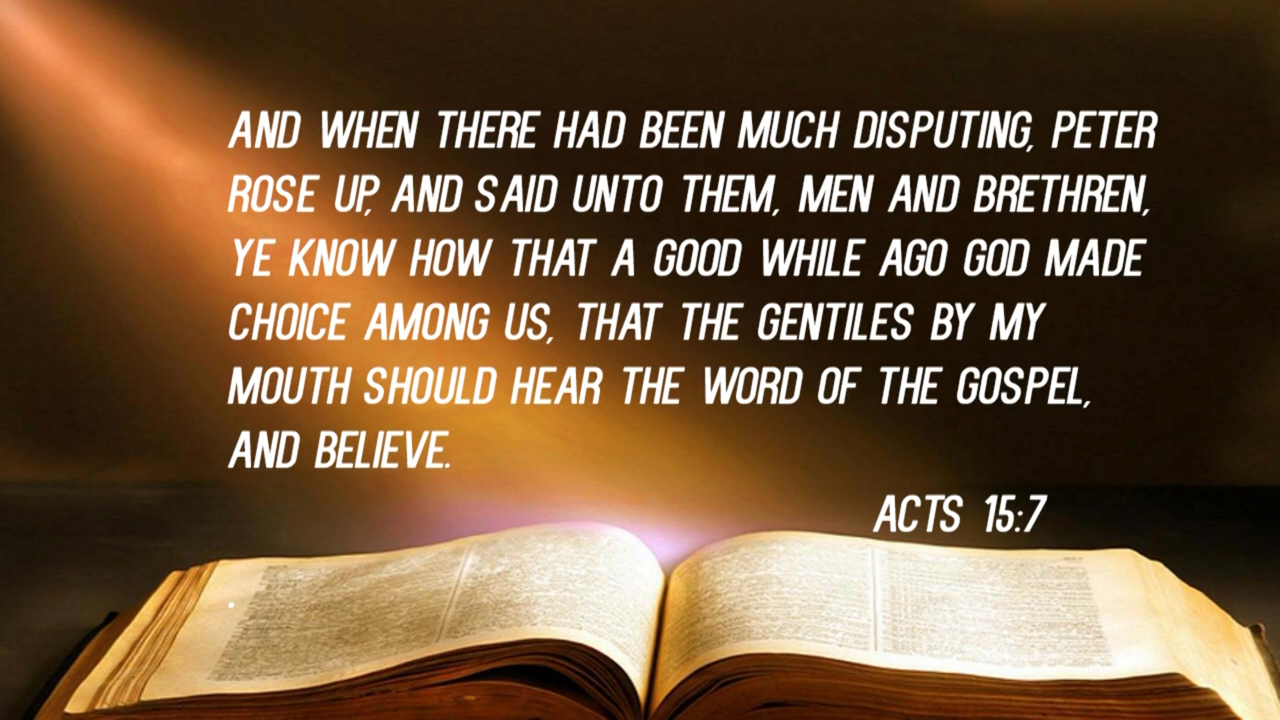 AND WHEN THERE HAD BEEN MUCH DISPUTING, PETER
ROSE UP, AND SAID UNTO THEM, MEN AND BRETHREN,
YE KNOW HOW THAT A GOOD WHILE AGO GOD MADE
CHOICE AMONG US, THAT THE GENTILES BY MY
MOUTH SHOULD HEAR THE WORD OF THE GOSPEL,
AND BELIEVE.
ACTS 15:7
.